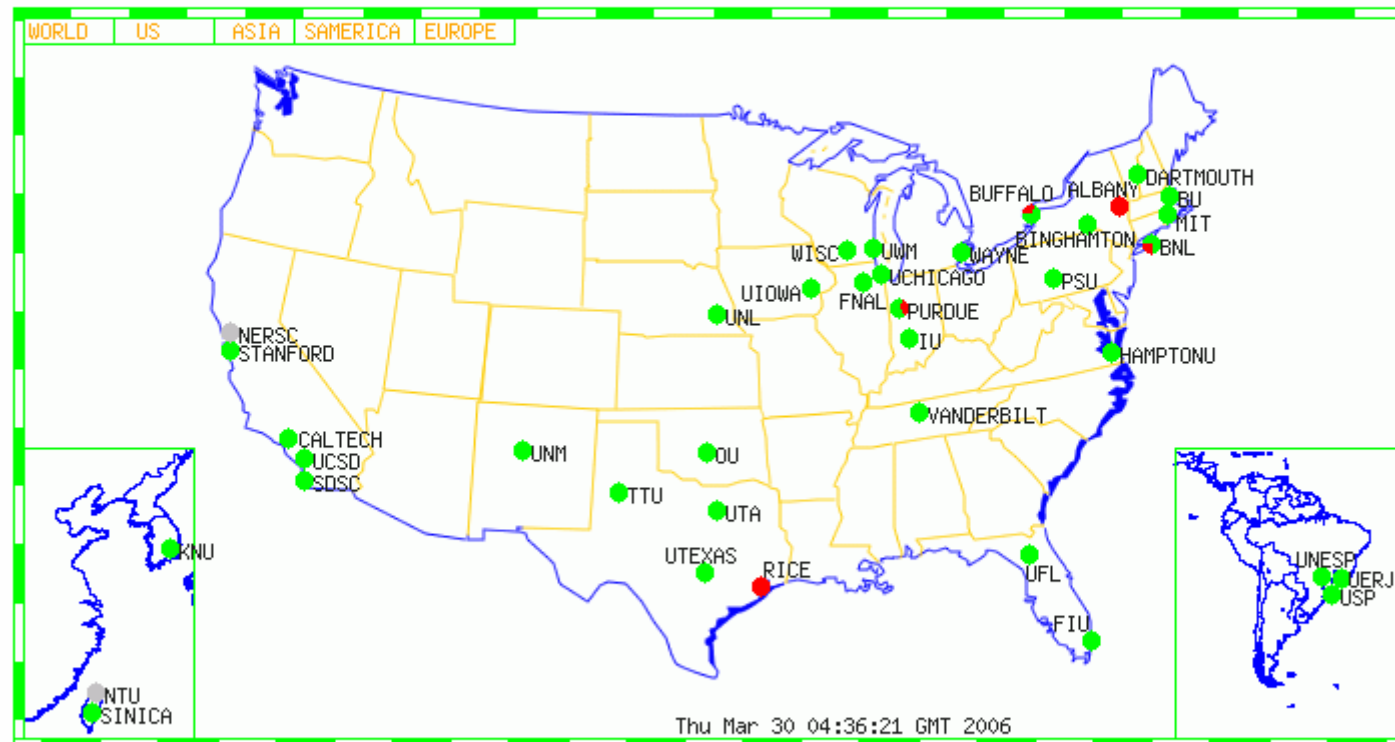 WORLD US ASIA SAMERICA EUROPE
DARTMOUTH
BUFFALO ALBANY
BU
MIT
BINGHAMTON
BNL
WISC UWM WAYNE
UCHICAGO PSU
UIOWA FNAL
PURDUE
UNL
NERSC
IU
STANFORD
HAMPTONU
VANDERBILT
CALTECH
UNM OU
UCSD
SDSC
TTU
UTA
KNU
UTEXAS RICE
UNESP
UFL
UERJ
USP
FIU
NTU
SINICA
Thu Mar 30 04:36:21 GMT 2006